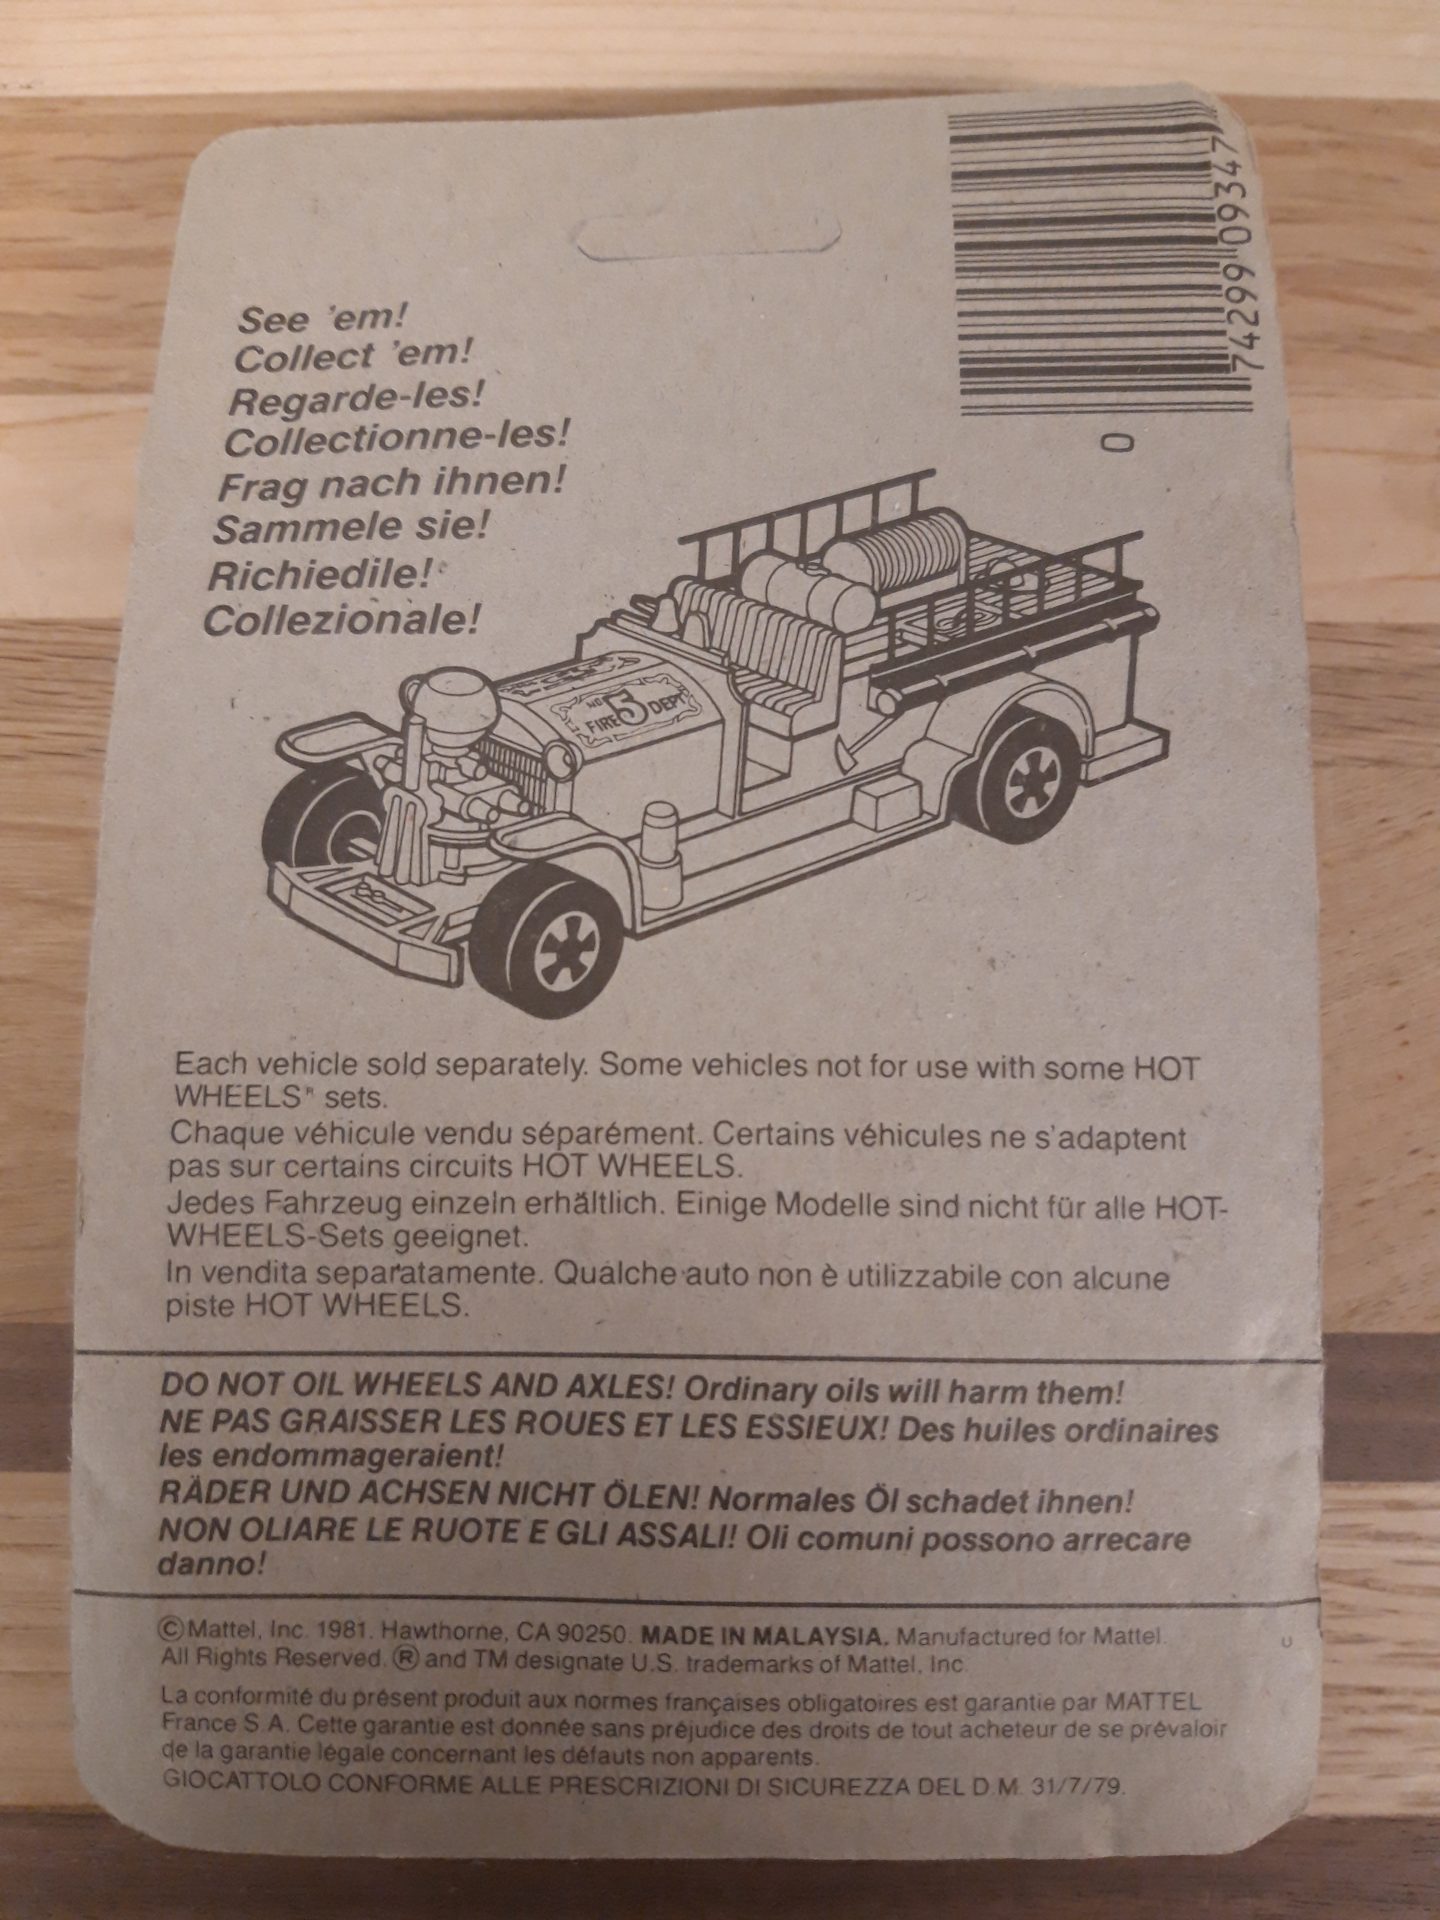 74299 09347
0
See 'em!
Collect 'em!
Regarde-les!
Collectionne-les!
Frag nach ihnen!
Sammele sie!
Richiedile!
Collezionale!
NO 5
FIRE DEPT
Each vehicle sold separately. Some vehicles not for use with some HOT
WHEELS® sets.
Chaque véhicule vendu séparément. Certains véhicules ne s'adaptent
pas sur certains circuits HOT WHEELS.
Jedes Fahrzeug einzeln erhältlich. Einige Modelle sind nicht für alle HOT-
WHEELS-Sets geeignet.
In vendita separatamente. Qualche auto non è utilizzabile con alcune
piste HOT WHEELS.
DO NOT OIL WHEELS AND AXLES! Ordinary oils will harm them!
NE PAS GRAISSER LES ROUES ET LES ESSIEUX! Des huiles ordinaires
les endommageraient!
RÄDER UND ACHSEN NICHT ÖLEN! Normales Öl schadet ihnen!
NON OLIARE LE RUOTE E GLI ASSALI! Oli comuni possono arrecare
danno!
©Mattel, Inc. 1981. Hawthorne, CA 90250. MADE IN MALAYSIA. Manufactured for Mattel.
All Rights Reserved. ® and TM designate U.S. trademarks of Mattel, Inc.
La conformité du présent produit aux normes françaises obligatoires est garantie par MATTEL
France S.A. Cette garantie est donnée sans préjudice des droits de tout acheteur de se prévaloir
de la garantie légale concernant les défauts non apparents.
GIOCATTOLO CONFORME ALLE PRESCRIZIONI DI SICUREZZA DEL D.M. 31/7/79.